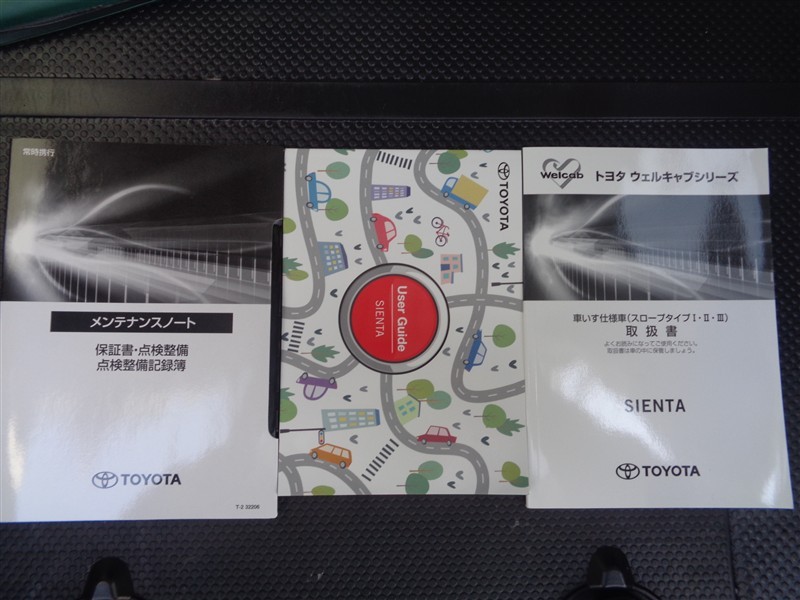 常時携行
メンテナンスノート
保証書・点検整備
点検整備記録簿
TOYOTA
T-3 32206
TOYOTA
User Guide
SIENTA
Welcab
トヨタ ウェルキャブシリーズ
車いす仕様車(スロープタイプⅠ・Ⅱ・Ⅲ)
取扱書
よくお読みになってご使用ください。
取扱書は車の中に保管しましょう。
SIENTA
TOYOTA